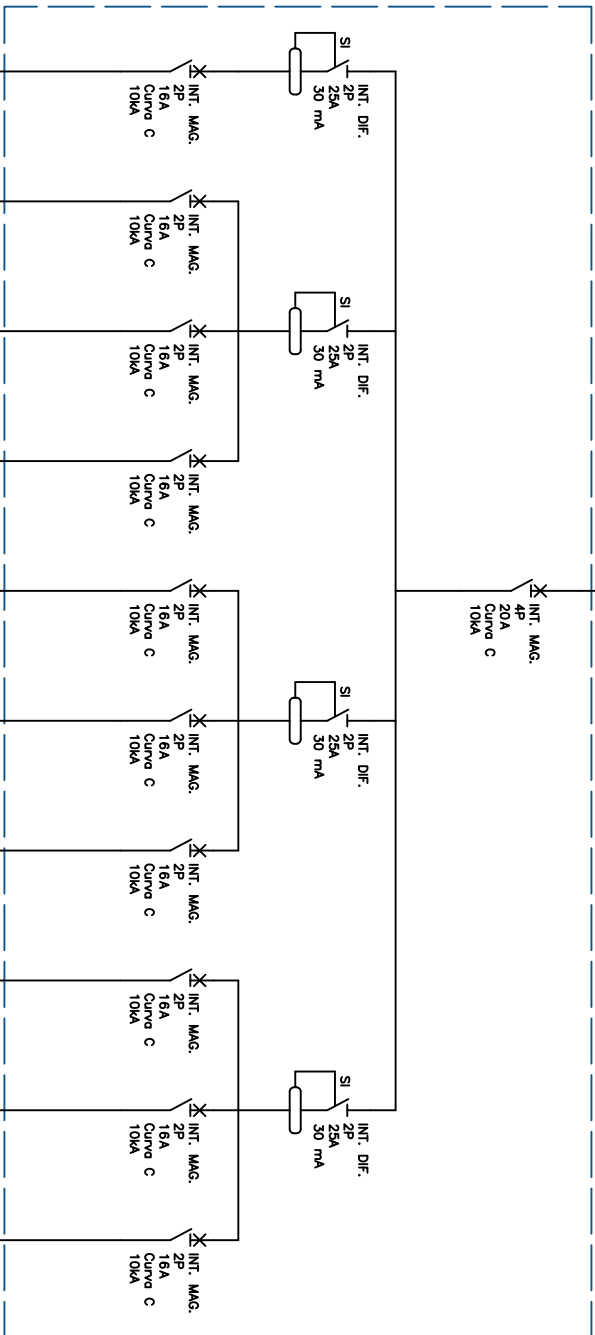 INT. MAG.
4P
20A
Curva C
10kA
SI
INT. DIF.
2P
25A
30 mA
SI
INT. DIF.
2P
25A
30 mA
SI
INT. DIF.
2P
25A
30 mA
SI
INT. DIF.
2P
25A
30 mA
INT. MAG.
2P
16A
Curva C
10kA
INT. MAG.
2P
16A
Curva C
10kA
INT. MAG.
2P
16A
Curva C
10kA
INT. MAG.
2P
16A
Curva C
10kA
INT. MAG.
2P
16A
Curva C
10kA
INT. MAG.
2P
16A
Curva C
10kA
INT. MAG.
2P
16A
Curva C
10kA
INT. MAG.
2P
16A
Curva C
10kA
INT. MAG.
2P
16A
Curva C
10kA
INT. MAG.
2P
16A
Curva C
10kA